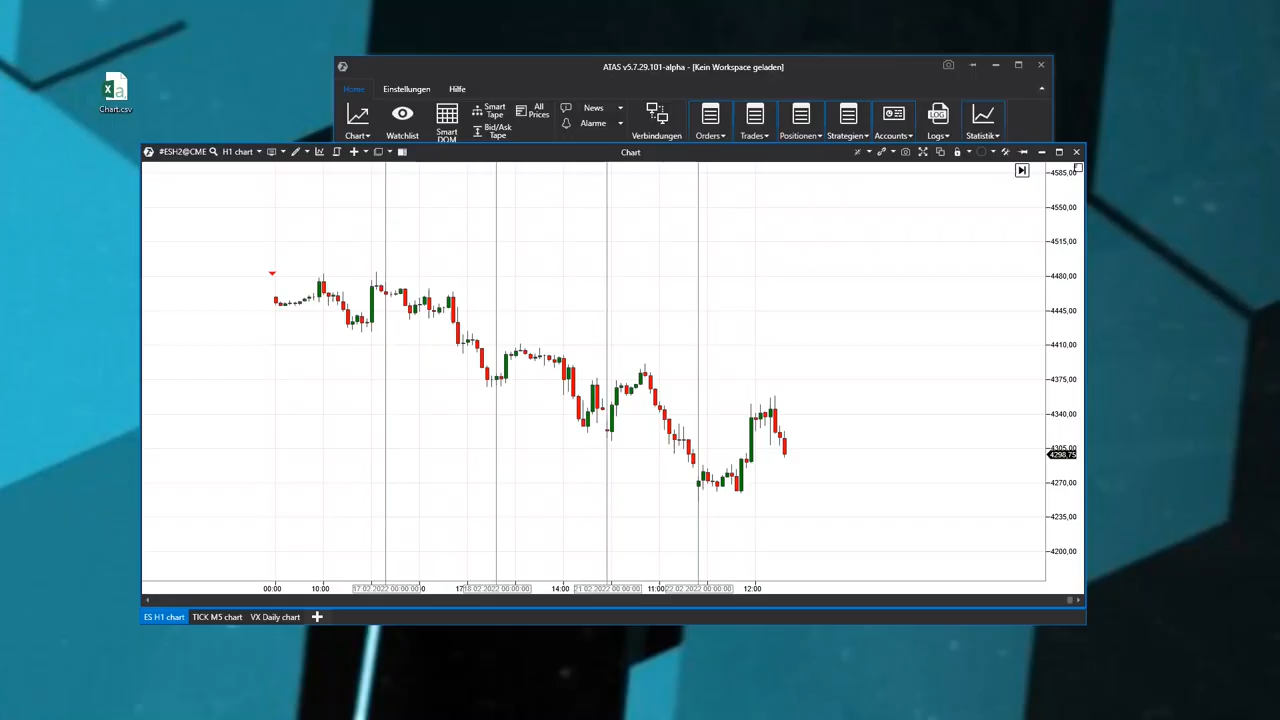 Chart.csv
ATAS v5.7.29.101-alpha - [Kein Workspace geladen]
Home Einstellungen Hilfe
Chart
Watchlist
Smart DOM
Smart Tape
Bid/Ask Tape
All Prices
News
Alarme
Verbindungen
Orders
Trades
Positionen
Strategien
Accounts
LOG
Logs
Statistik
#ESH2@CME H1 chart Chart
4585,00
4550,00
4515,00
4480,00
4445,00
4410,00
4375,00
4340,00
4305,00
4298,75
4270,00
4235,00
4200,00
00:00 10:00 17.02.2022 00:00:00 18.02.2022 00:00:00 14:00 21.02.2022 00:00:00 11:00 22.02.2022 00:00:00 12:00
ES H1 chart TICK M5 chart VX Daily chart